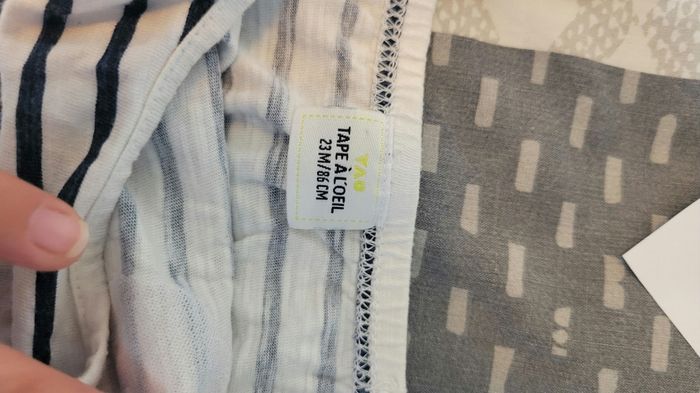 TAO
TAPE À L'OEIL
23M/86CM